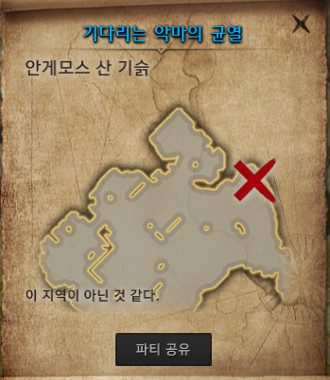 기다리는 악마의 균열
안게모스 산 기슭
이 지역이 아닌 것 같다.
파티 공유